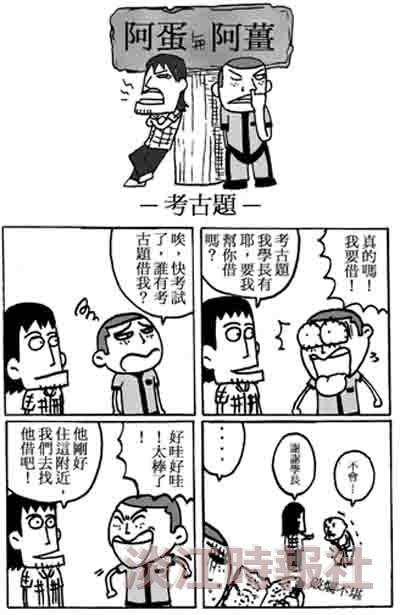 阿蛋 阿薑
－考古題－
唉，快考試
了，誰有考
古題借我？
考古題
我學長有
耶，要我
幫你借
嗎？
真的嗎！
我要借！
他剛好
住這附近，
我們去找
他借吧！
好哇好哇
！太棒了
！
．．．．
謝謝學長
不會…
不堪
淡江時報社